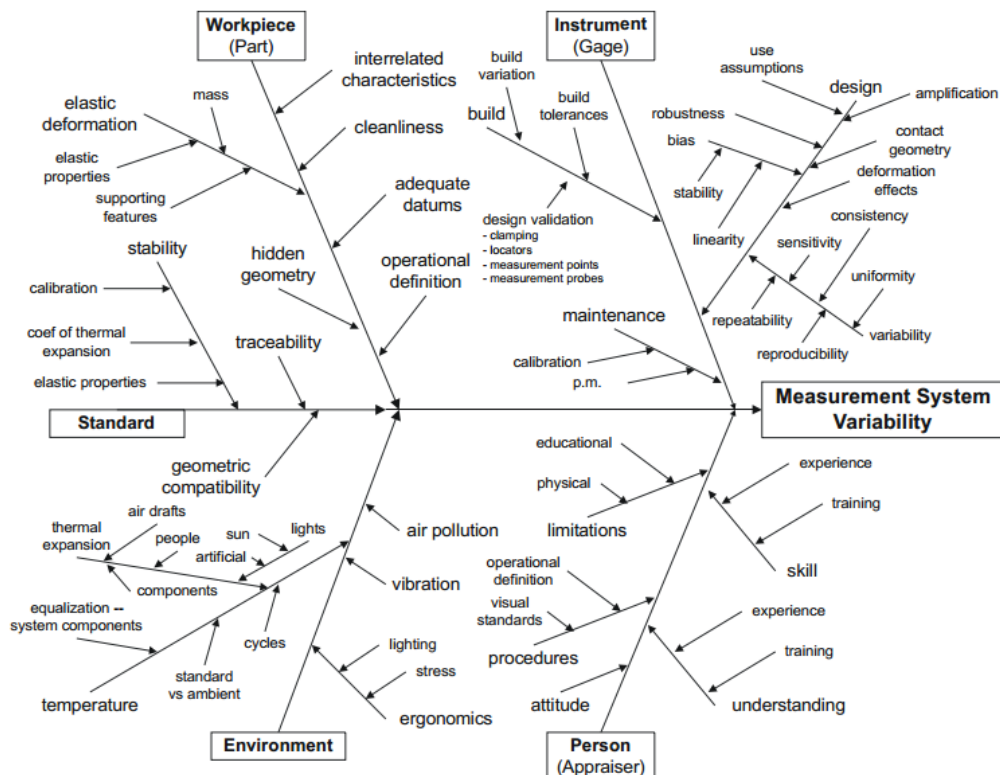 Workpiece
(Part)
Instrument
(Gage)
interrelated
characteristics
mass
elastic
deformation
cleanliness
elastic
properties
supporting
features
adequate
datums
stability
hidden
geometry
operational
definition
calibration
coef of thermal
expansion
traceability
elastic properties
build
variation
build
build
tolerances
design validation
- clamping
- locators
- measurement points
- measurement probes
maintenance
calibration
p.m.
use
assumptions
design
amplification
robustness
bias
contact
geometry
stability
deformation
effects
linearity
consistency
sensitivity
uniformity
repeatability
reproducibility
variability
Standard
Measurement System
Variability
geometric
compatibility
air drafts
thermal
expansion
people
sun
lights
artificial
components
equalization --
system components
cycles
standard
vs ambient
temperature
air pollution
vibration
lighting
stress
ergonomics
Environment
educational
physical
limitations
experience
training
skill
operational
definition
visual
standards
procedures
experience
training
attitude
understanding
Person
(Appraiser)